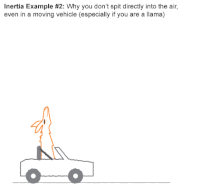 Inertia Example #2: Why you don't spit directly into the air,
even in a moving vehicle (especially if you are a llama)